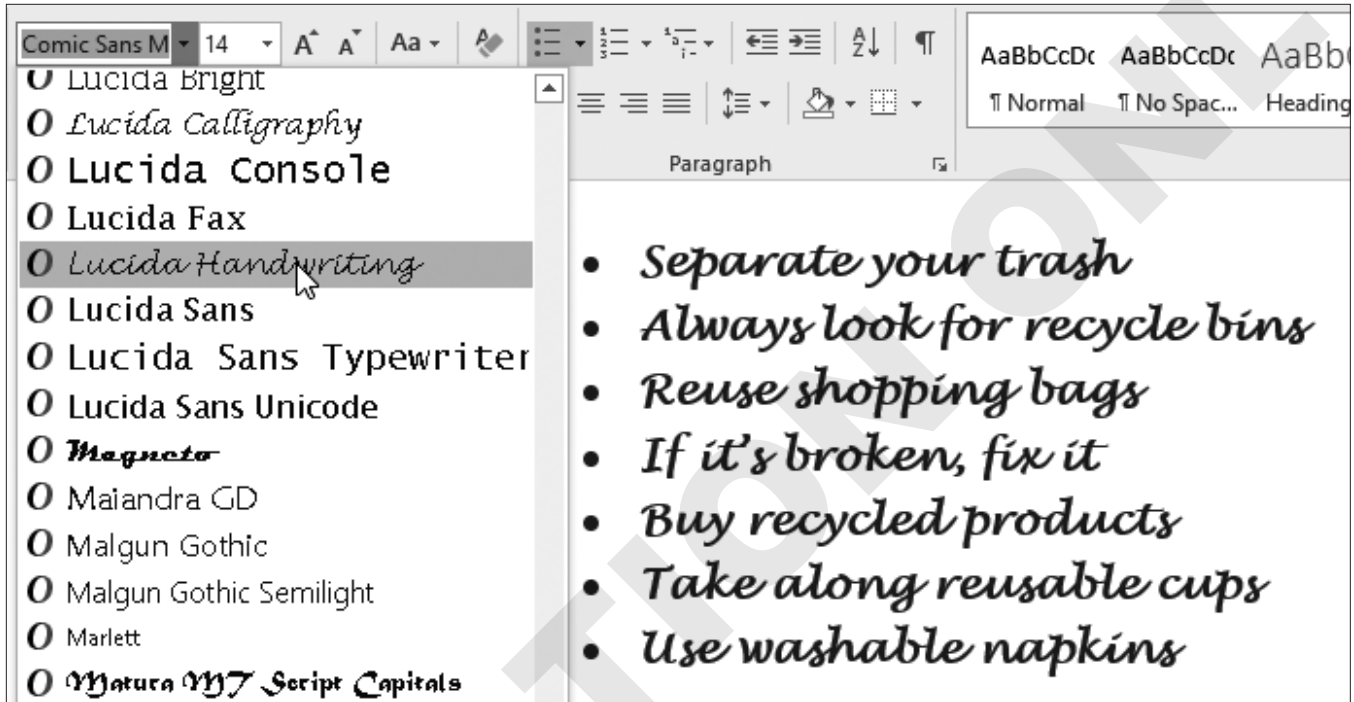 Comic Sans M 14 A A Aa
AaBbCcDc AaBbCcDc AaBb
¶ Normal ¶ No Spac... Heading
Paragraph
O Lucida Bright
O Lucida Calligraphy
O Lucida Console
O Lucida Fax
O Lucida Handwriting
O Lucida Sans
O Lucida Sans Typewriter
O Lucida Sans Unicode
O Magneto
O Maiandra GD
O Malgun Gothic
O Malgun Gothic Semilight
O Marlett
O Matura MT Script Capitals
• Separate your trash
• Always look for recycle bins
• Reuse shopping bags
• If it's broken, fix it
• Buy recycled products
• Take along reusable cups
• Use washable napkins
TION ONL